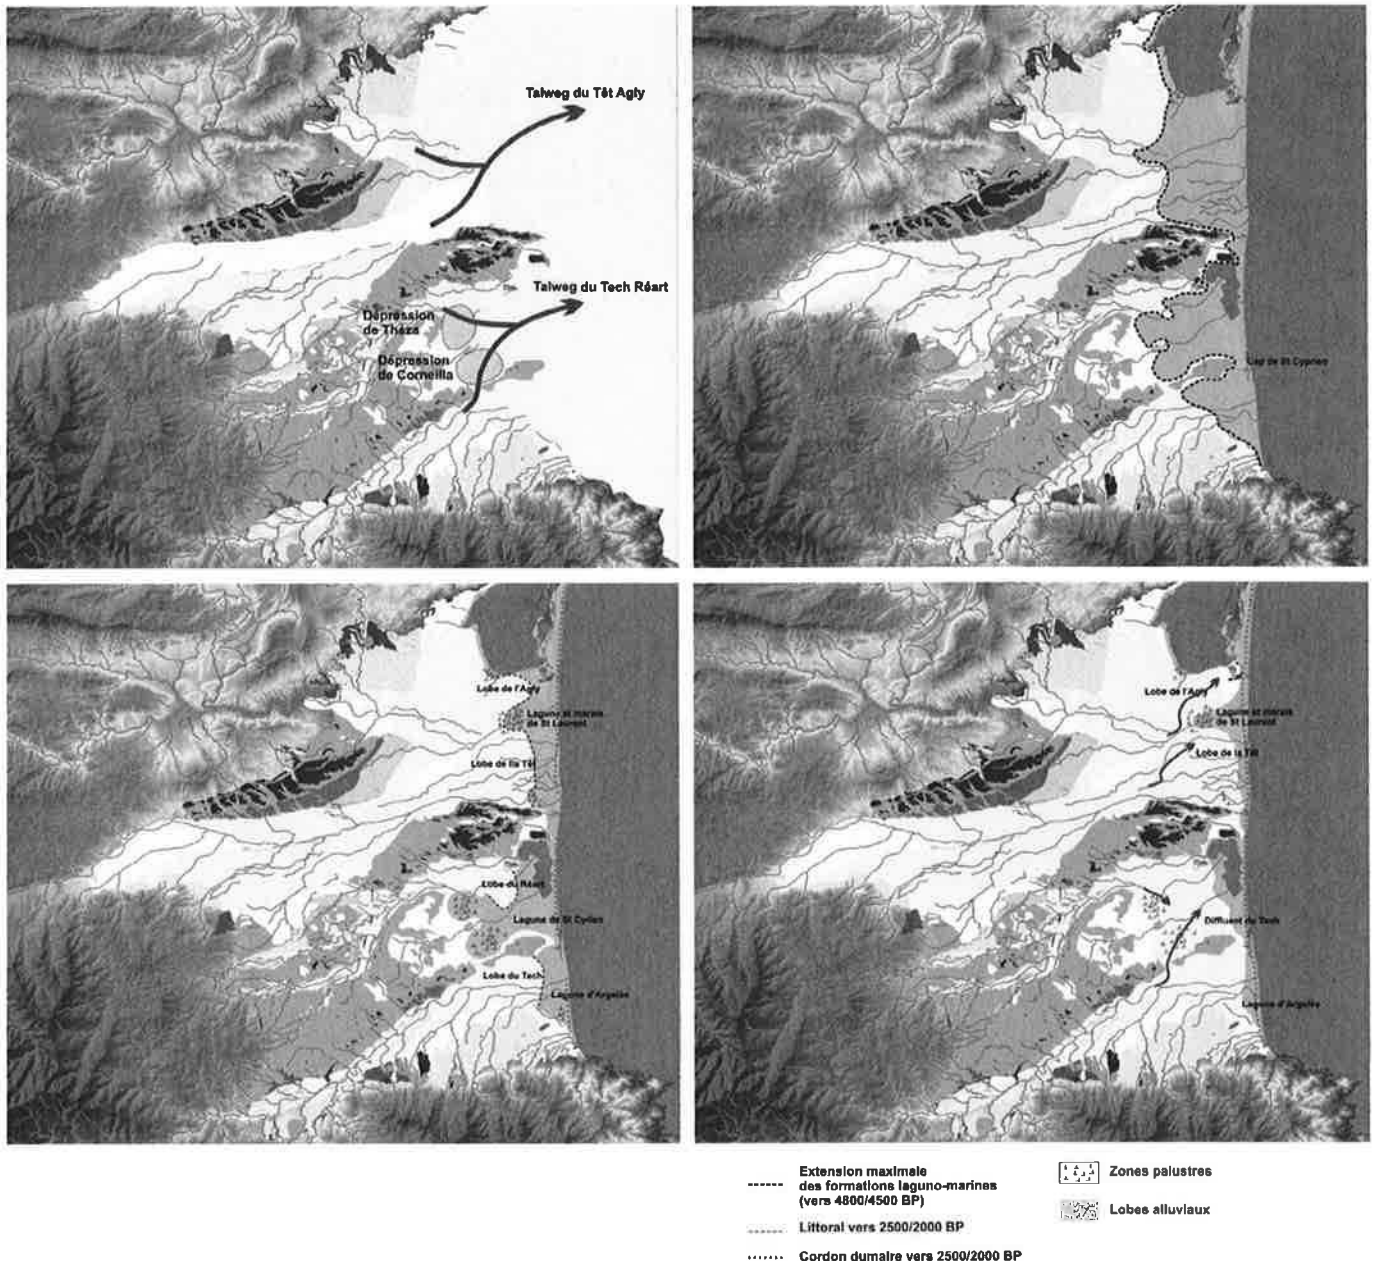 Talweg du Têt Agly
Talweg du Tech Réart
Dépression
de Théza
Dépression
de Corneilla
Cap de St Cyprien
Lobe de l'Agly
Lagune et marais
de St Laurent
Lobe de lla Têt
Lobe du Réart
Lagune de St Cyrien
Lobe du Tech
Lagune d'Argelès
Lobe de l'Agly
Lagune et marais
de St Laurent
Lobe de la Têt
Diffluent du Tech
Lagune d'Argelès
Extension maximale
des formations laguno-marines
(vers 4800/4500 BP)
Littoral vers 2500/2000 BP
Cordon dumaire vers 2500/2000 BP
Zones palustres
Lobes alluviaux